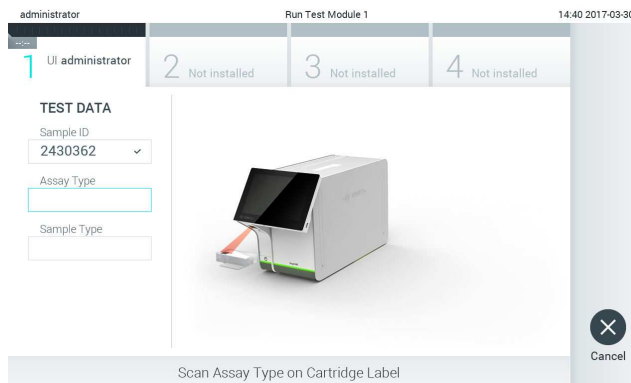 administrator Run Test Module 1 14:40 2017-03-30
--:--
1 UI administrator
2 Not installed
3 Not installed
4 Not installed
TEST DATA
Sample ID
2430362
Assay Type
Sample Type
Cancel
Scan Assay Type on Cartridge Label